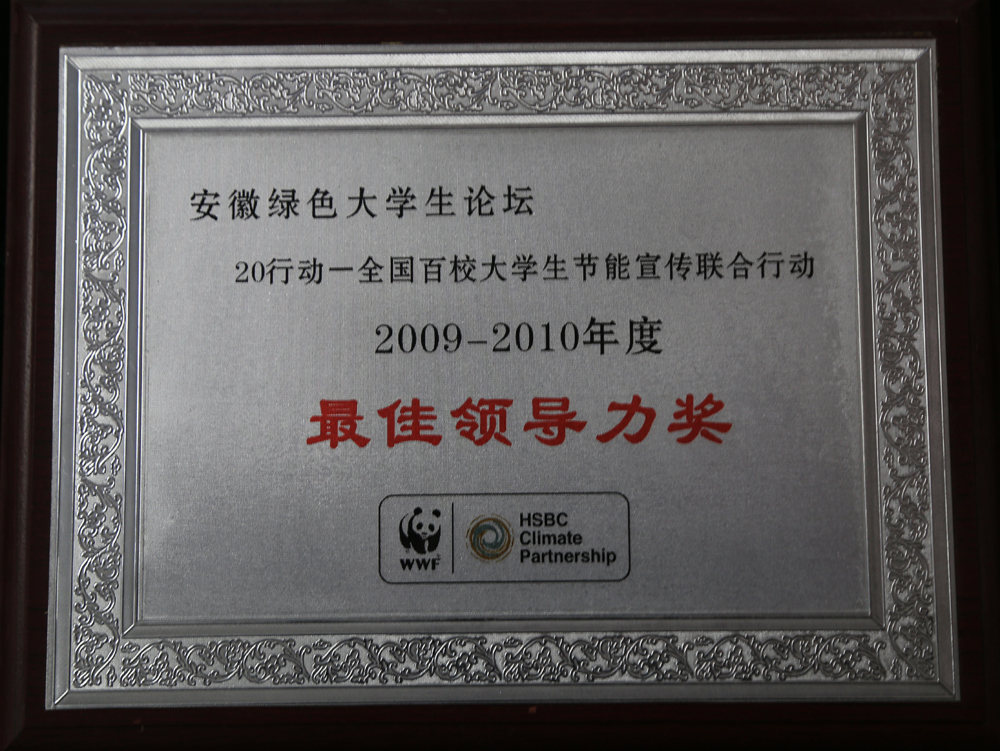 安徽绿色大学生论坛
20行动—全国百校大学生节能宣传联合行动
2009-2010年度
最佳领导力奖
WWF
HSBC
Climate
Partnership